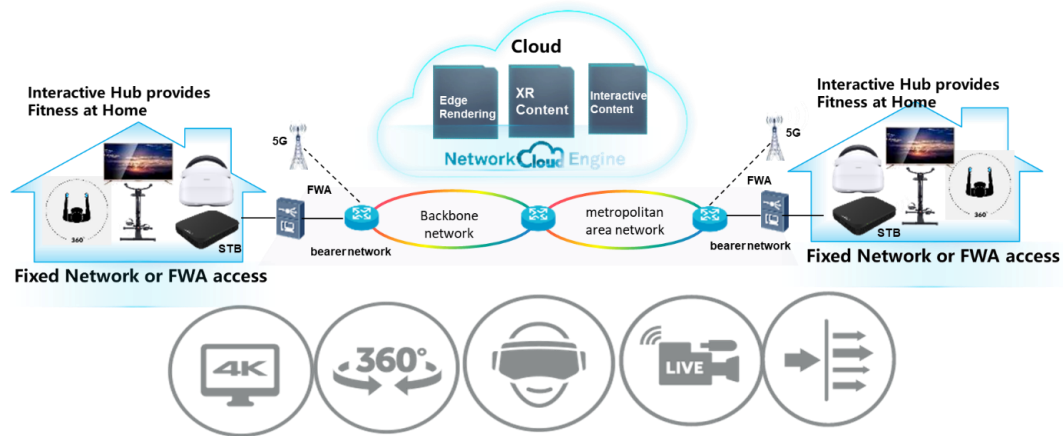 Cloud
Edge
Rendering
XR
Content
Interactive
Content
Network Cloud Engine
Interactive Hub provides
Fitness at Home
5G
FWA
360°
STB
bearer network
Backbone
network
metropolitan
area network
Fixed Network or FWA access
Interactive Hub provides
Fitness at Home
5G
FWA
360°
STB
bearer network
Fixed Network or FWA access
4K
360°
LIVE